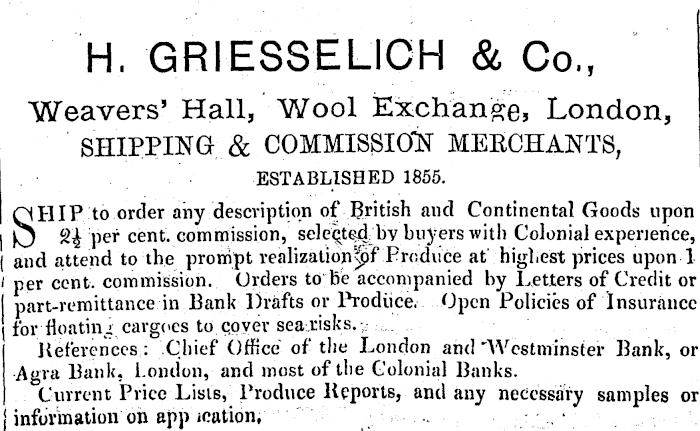 H. GRIESSELICH & Co.,
Weavers' Hall, Wool Exchange, London,
SHIPPING & COMMISSION MERCHANTS,
ESTABLISHED 1855.
SHIP to order any description of British and Continental Goods upon
2½ per cent. commission, selected by buyers with Colonial experience,
and attend to the prompt realization of Produce at highest prices upon 1
per cent. commission. Orders to be accompanied by Letters of Credit or
part-remittance in Bank Drafts or Produce. Open Policies of Insurance
for floating cargoes to cover sea risks.
References: Chief Office of the London and Westminster Bank, or
Agra Bank, London, and most of the Colonial Banks.
Current Price Lists, Produce Reports, and any necessary samples or
information on app ication.